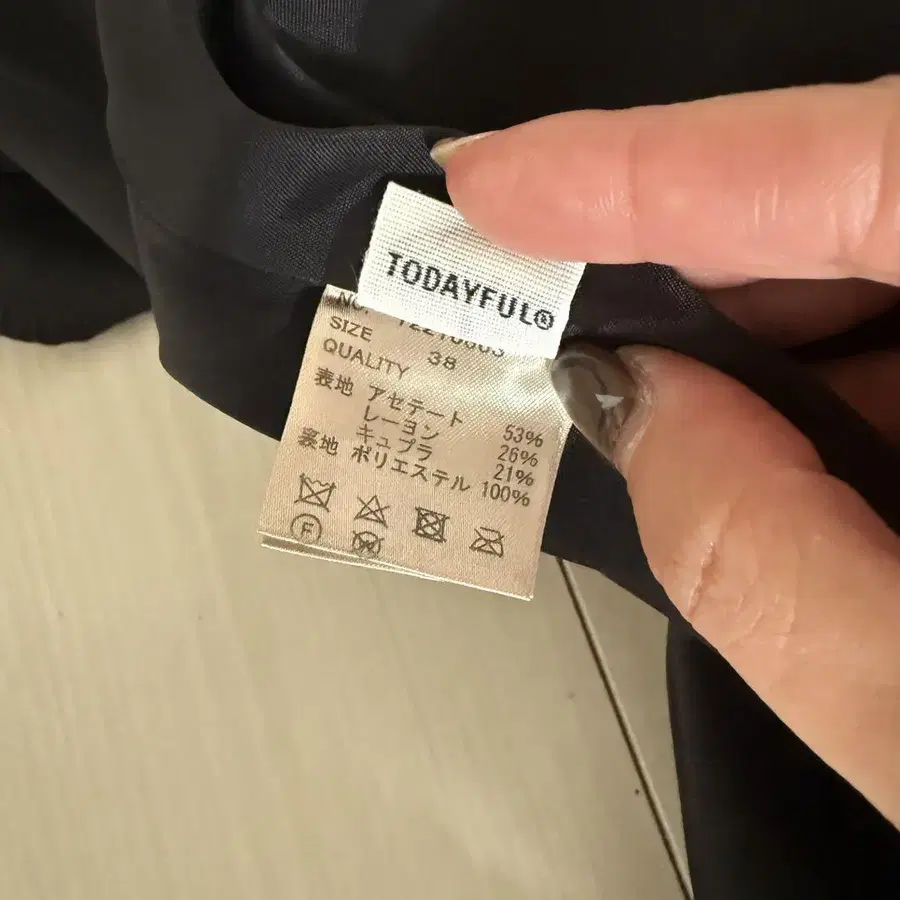 TODAYFUL®
NO.
SIZE 38
QUALITY
表地 アセテート 53%
レーヨン 26%
キュプラ 21%
裏地 ポリエステル 100%
F
W